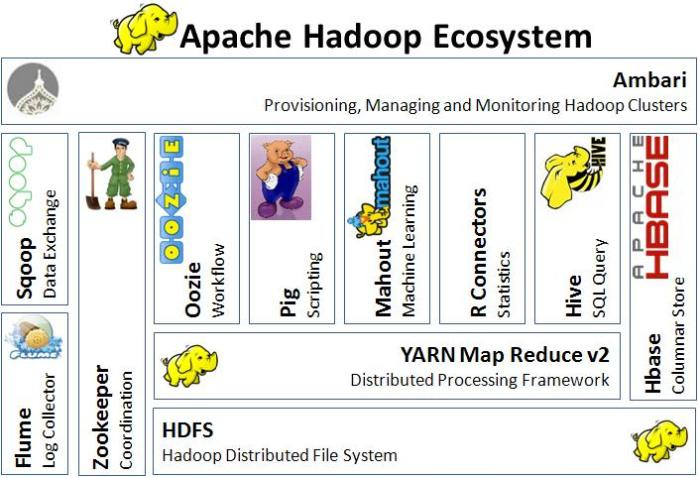 Apache Hadoop Ecosystem
Ambari
Provisioning, Managing and Monitoring Hadoop Clusters
sqoop
Sqoop
Data Exchange
FLUME
Flume
Log Collector
Zookeeper
Coordination
OOZIE
Oozie
Workflow
Pig
Scripting
mahout
Mahout
Machine Learning
R Connectors
Statistics
HIVE
Hive
SQL Query
APACHE
HBASE
Hbase
Columnar Store
YARN Map Reduce v2
Distributed Processing Framework
HDFS
Hadoop Distributed File System